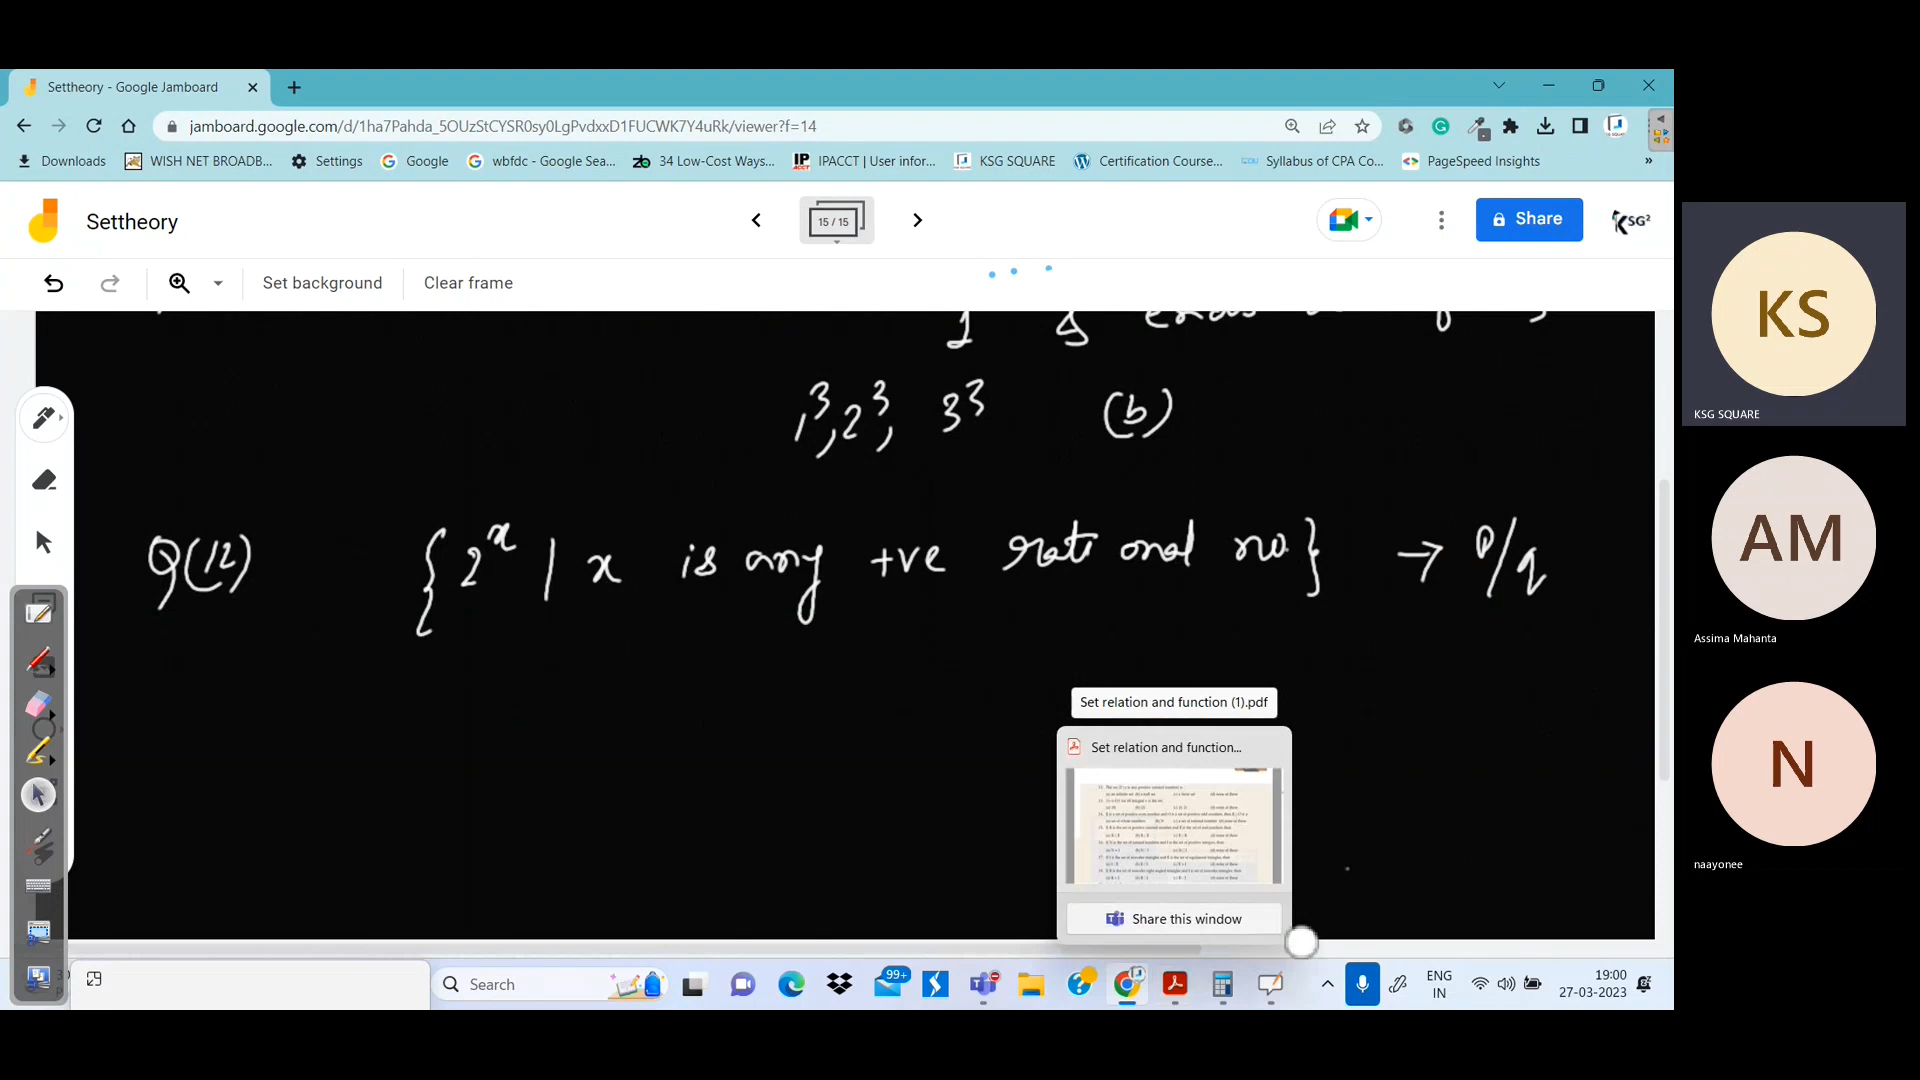 Settheory - Google Jamboard
jamboard.google.com/d/1ha7Pahda_5OUzStCYSR0sy0LgPvdxxD1FUCWK7Y4uRk/viewer?f=14
Downloads WISH NET BROADB... Settings Google wbfdc - Google Sea... 34 Low-Cost Ways... IPACCT | User infor... KSG SQUARE Certification Course... Syllabus of CPA Co... PageSpeed Insights »
Settheory
15 / 15
Share
KSG²
Set background
Clear frame
1³, 2³, 3³ (b)
Q(12) {2ˣ | x is any +ve rational no} → P/q
Set relation and function (1).pdf
Set relation and function...
Share this window
Search
99+
ENG
IN
19:00
27-03-2023
KS
KSG SQUARE
AM
Assima Mahanta
N
naayonee